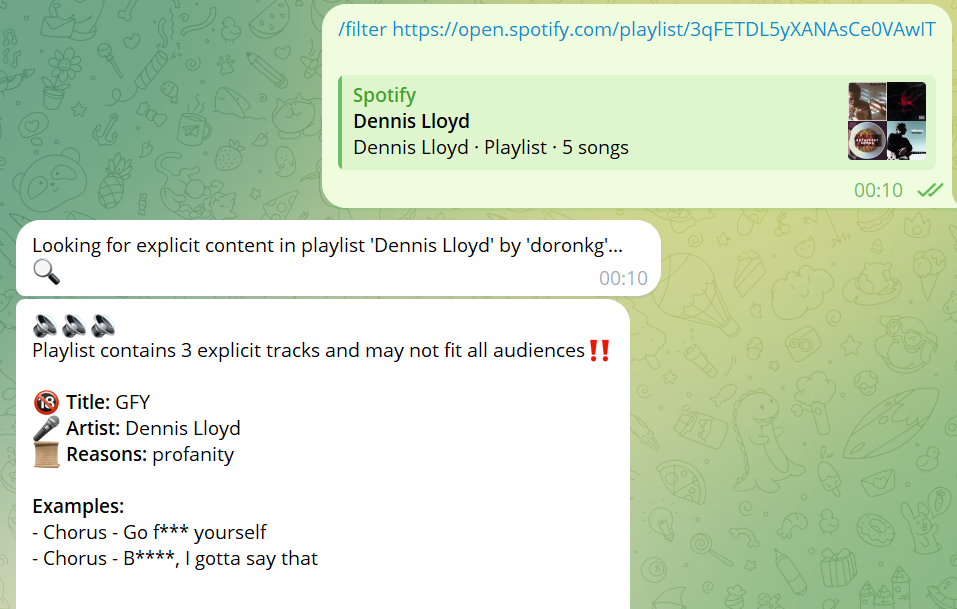 /filter https://open.spotify.com/playlist/3qFETDL5yXANAsCe0VAwIT
Spotify
Dennis Lloyd
Dennis Lloyd · Playlist · 5 songs
00:10
Looking for explicit content in playlist 'Dennis Lloyd' by 'doronkg'...
🔍
00:10
🔊🔊🔊
Playlist contains 3 explicit tracks and may not fit all audiences‼️
🔞 Title: GFY
🎤 Artist: Dennis Lloyd
📜 Reasons: profanity
Examples:
- Chorus - Go f*** yourself
- Chorus - B****, I gotta say that